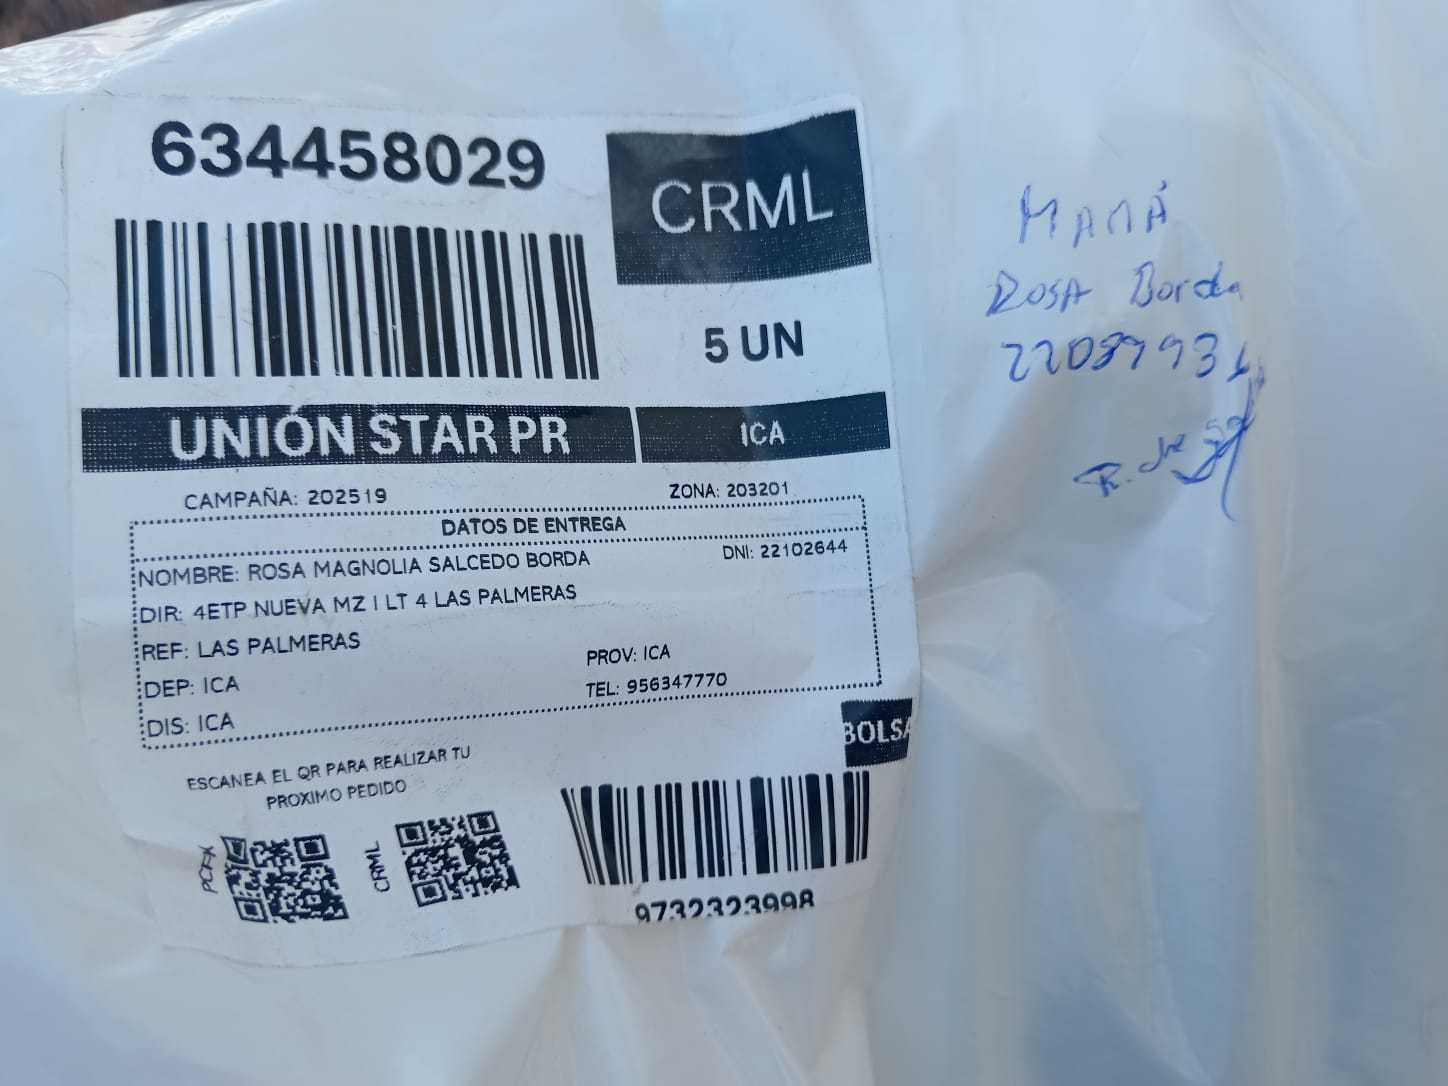 634458029
CRML
5 UN
UNIÓN STAR PR
ICA
CAMPAÑA: 202519
ZONA: 203201
DATOS DE ENTREGA
NOMBRE: ROSA MAGNOLIA SALCEDO BORDA
DNI: 22102644
DIR: 4ETP NUEVA MZ I LT 4 LAS PALMERAS
REF: LAS PALMERAS
DEP: ICA
PROV: ICA
DIS: ICA
TEL: 956347770
BOLSA
ESCANEA EL QR PARA REALIZAR TU
PROXIMO PEDIDO
PCFX
CRML
9732323998
MAMÁ
ROSA Borda